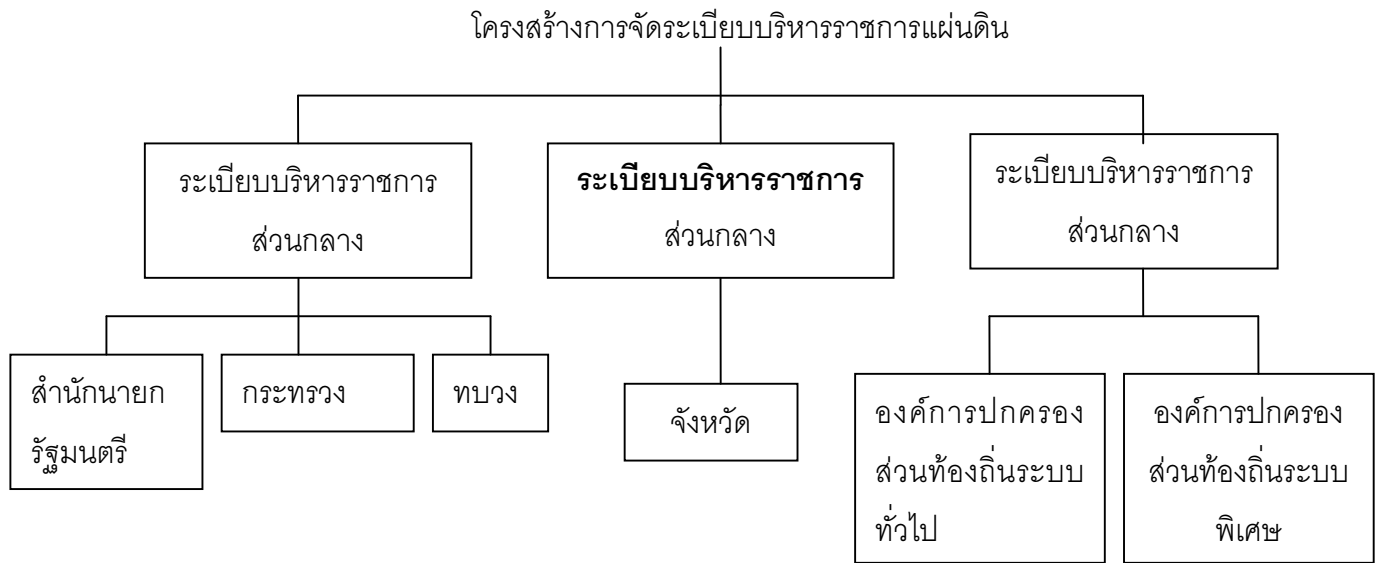 โครงสร้างการจัดระเบียบบริหารราชการแผ่นดิน
ระเบียบบริหารราชการ
ส่วนกลาง
ระเบียบบริหารราชการ
ส่วนกลาง
ระเบียบบริหารราชการ
ส่วนกลาง
สำนักนายก
รัฐมนตรี
กระทรวง
ทบวง
จังหวัด
องค์การปกครอง
ส่วนท้องถิ่นระบบ
ทั่วไป
องค์การปกครอง
ส่วนท้องถิ่นระบบ
พิเศษ